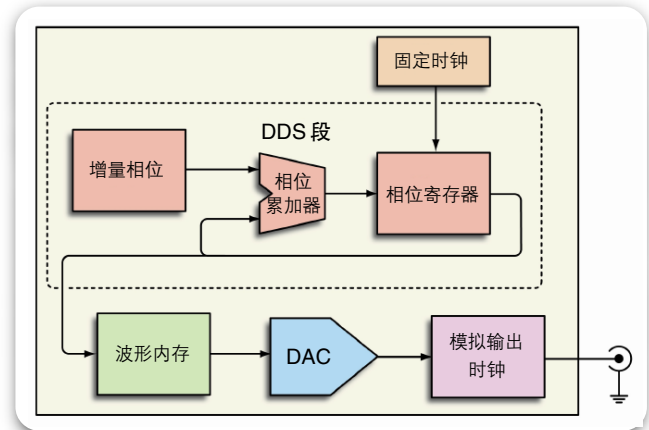 固定时钟
DDS 段
增量相位
相位
累加器
相位寄存器
波形内存
DAC
模拟输出
时钟